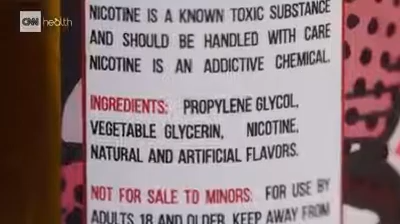 CNN health
NICOTINE IS A KNOWN TOXIC SUBSTANCE
AND SHOULD BE HANDLED WITH CARE
NICOTINE IS AN ADDICTIVE CHEMICAL.
INGREDIENTS: PROPYLENE GLYCOL,
VEGETABLE GLYCERIN, NICOTINE,
NATURAL AND ARTIFICIAL FLAVORS.
NOT FOR SALE TO MINORS: FOR USE BY
ADULTS 18 AND OLDER. KEEP AWAY FROM